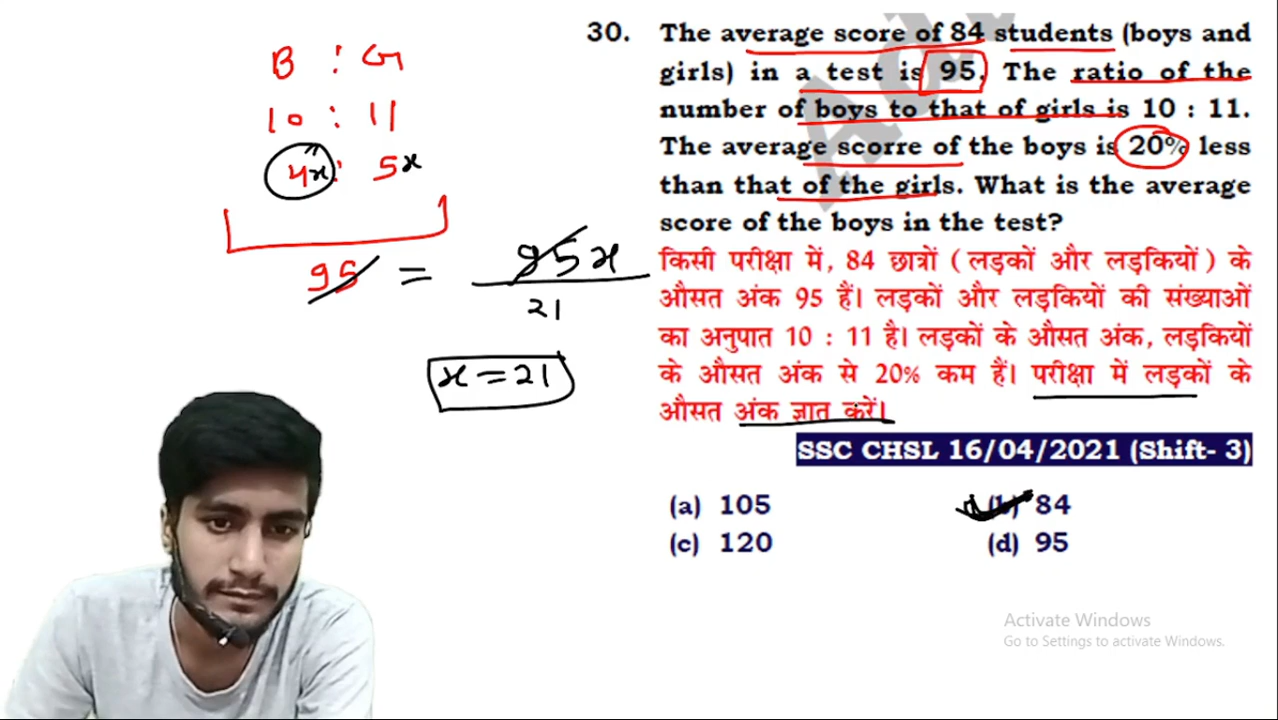 B : G
10 : 11
4x : 5x
95 = 95x
21
x = 21
30. The average score of 84 students (boys and
girls) in a test is 95. The ratio of the
number of boys to that of girls is 10 : 11.
The average scorre of the boys is 20% less
than that of the girls. What is the average
score of the boys in the test?
किसी परीक्षा में, 84 छात्रों (लड़कों और लड़कियों) के
औसत अंक 95 हैं। लड़कों और लड़कियों की संख्याओं
का अनुपात 10 : 11 है। लड़कों के औसत अंक, लड़कियों
के औसत अंक से 20% कम हैं। परीक्षा में लड़कों के
औसत अंक ज्ञात करें।
SSC CHSL 16/04/2021 (Shift- 3)
(a) 105 (b) 84
(c) 120 (d) 95
Activate Windows
Go to Settings to activate Windows.